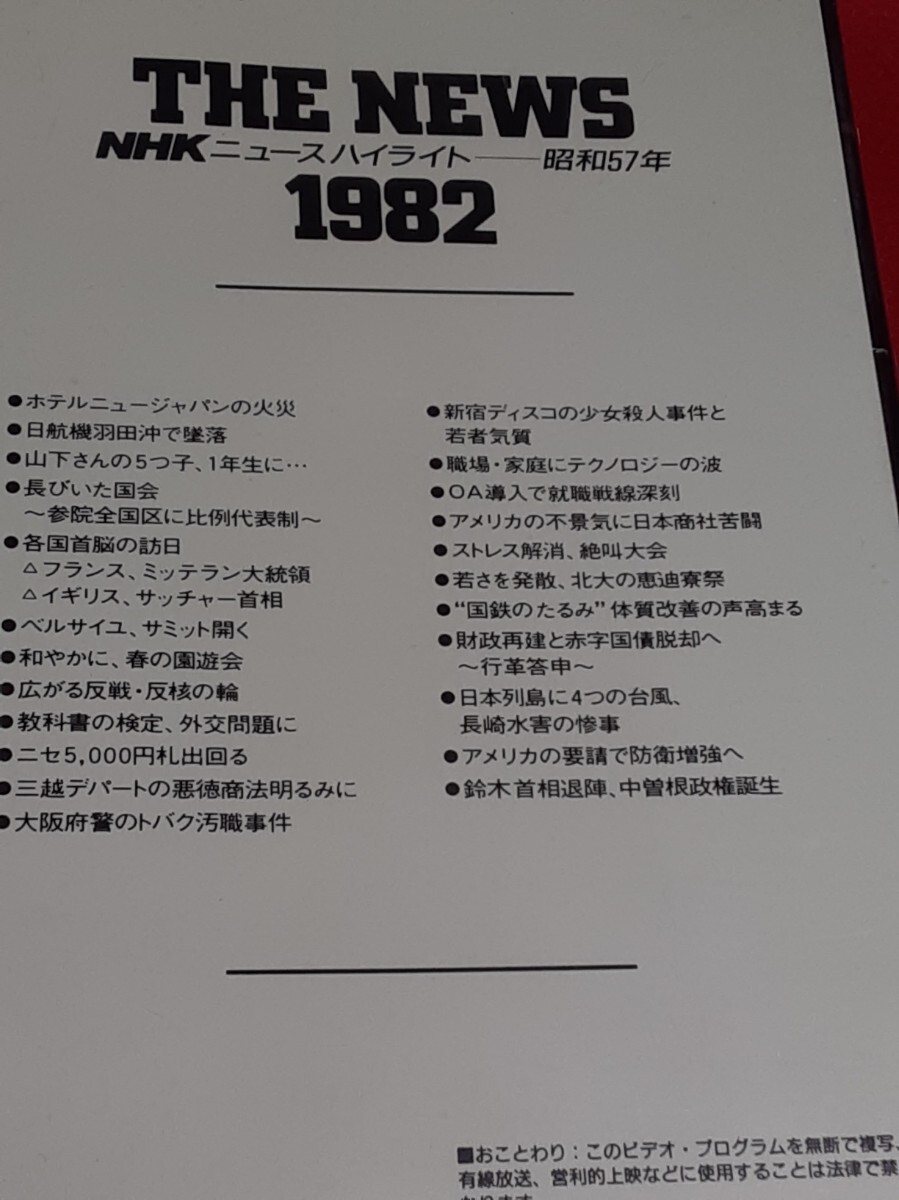 THE NEWS
NHKニュースハイライト――昭和57年
1982
●ホテルニュージャパンの火災
●日航機羽田沖で墜落
●山下さんの5つ子、1年生に…
●長びいた国会
～参院全国区に比例代表制～
●各国首脳の訪日
△フランス、ミッテラン大統領
△イギリス、サッチャー首相
●ベルサイユ、サミット開く
●和やかに、春の園遊会
●広がる反戦・反核の輪
●教科書の検定、外交問題に
●ニセ5,000円札出回る
●三越デパートの悪徳商法明るみに
●大阪府警のトバク汚職事件
●新宿ディスコの少女殺人事件と
若者気質
●職場・家庭にテクノロジーの波
●OA導入で就職戦線深刻
●アメリカの不景気に日本商社苦闘
●ストレス解消、絶叫大会
●若さを発散、北大の恵迪寮祭
●“国鉄のたるみ”体質改善の声高まる
●財政再建と赤字国債脱却へ
～行革答申～
●日本列島に4つの台風、
長崎水害の惨事
●アメリカの要請で防衛増強へ
●鈴木首相退陣、中曽根政権誕生
■おことわり：このビデオ・プログラムを無断で複写、
有線放送、営利的上映などに使用することは法律で禁
おります